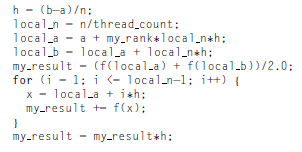 h = (b-a)/n;
local_n = n/thread_count;
local_a = a + my_rank*local_n*h;
local_b = local_a + local_n*h;
my_result = (f(local_a) + f(local_b))/2.0;
for (i = 1; i <= local_n-1; i++) {
x = local_a + i*h;
my_result += f(x);
}
my_result = my_result*h;